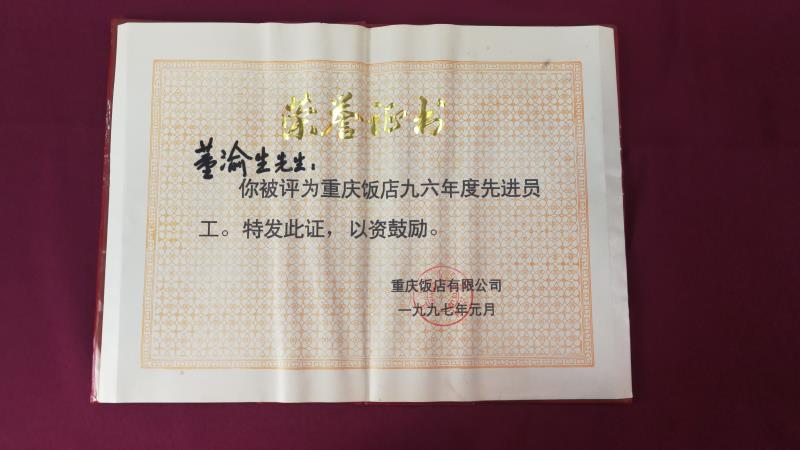 荣誉证书
董渝生先生：
你被评为重庆饭店九六年度先进员
工。特发此证，以资鼓励。
重庆饭店有限公司
一九九七年元月